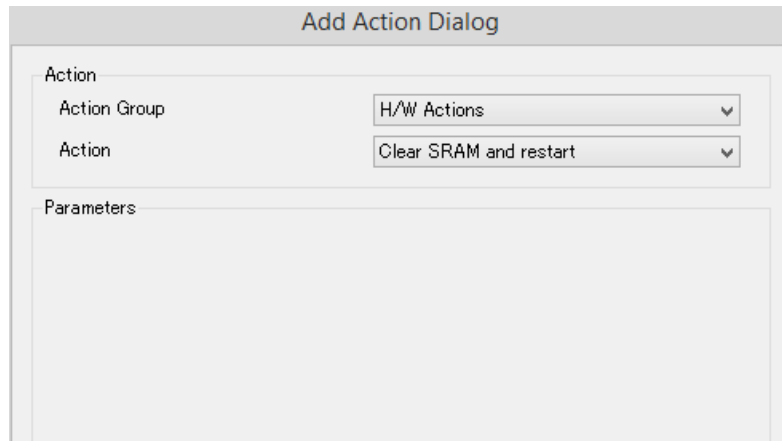 Add Action Dialog
Action
Action Group
H/W Actions
Action
Clear SRAM and restart
Parameters